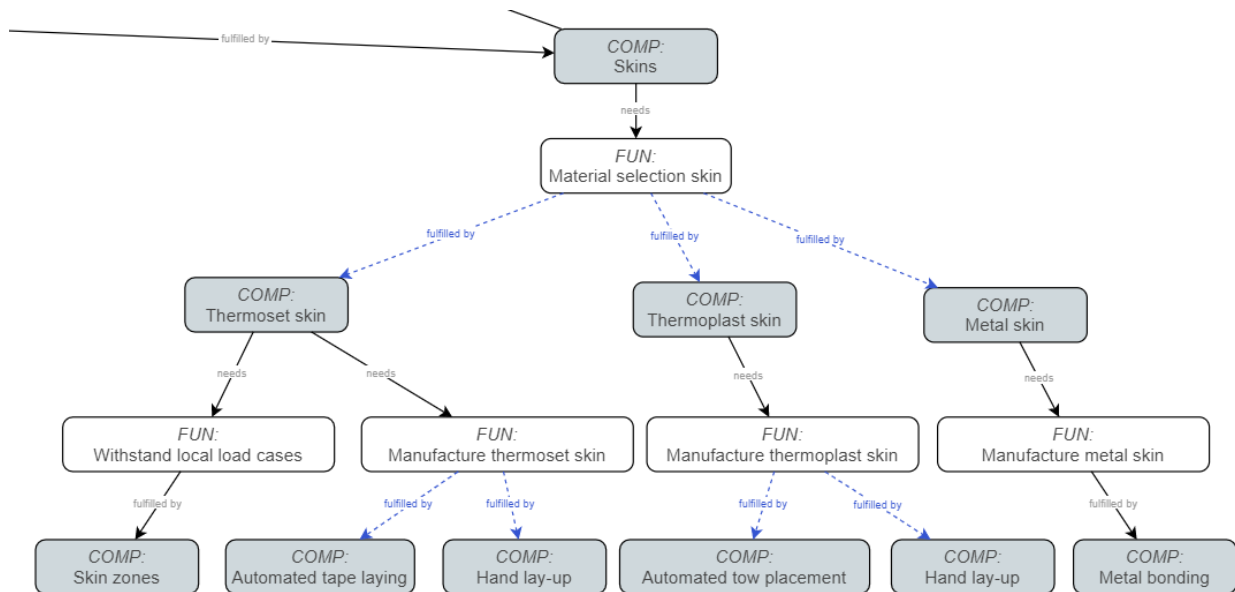 fulfilled by
COMP:
Skins
needs
FUN:
Material selection skin
fulfilled by
fulfilled by
fulfilled by
COMP:
Thermoset skin
COMP:
Thermoplast skin
COMP:
Metal skin
needs
needs
needs
needs
FUN:
Withstand local load cases
FUN:
Manufacture thermoset skin
FUN:
Manufacture thermoplast skin
FUN:
Manufacture metal skin
fulfilled by
fulfilled by
fulfilled by
fulfilled by
fulfilled by
fulfilled by
COMP:
Skin zones
COMP:
Automated tape laying
COMP:
Hand lay-up
COMP:
Automated tow placement
COMP:
Hand lay-up
COMP:
Metal bonding